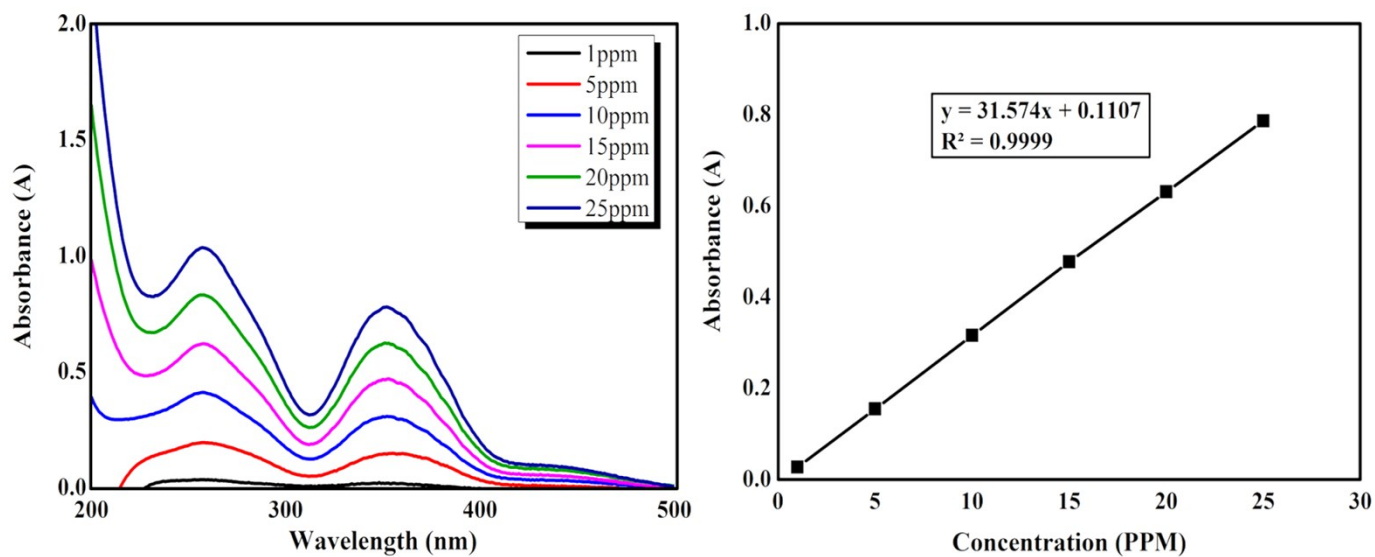 2.0
1.5
1.0
0.5
0.0
Absorbance (A)
200
300
400
500
Wavelength (nm)
1ppm
5ppm
10ppm
15ppm
20ppm
25ppm
1.0
0.8
0.6
0.4
0.2
0.0
Absorbance (A)
0
5
10
15
20
25
30
Concentration (PPM)
y = 31.574x + 0.1107
R² = 0.9999